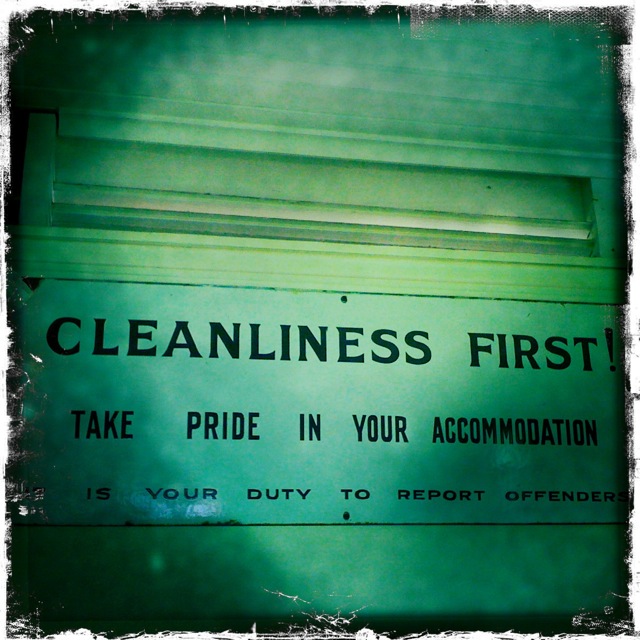 CLEANLINESS FIRST!
TAKE PRIDE IN YOUR ACCOMMODATION
IS YOUR DUTY TO REPORT OFFENDERS